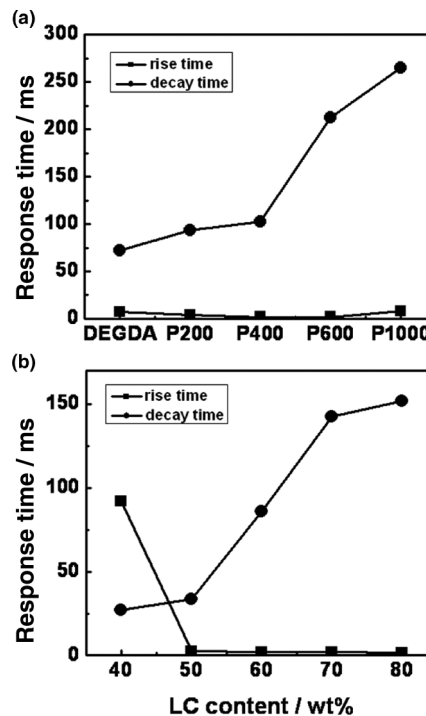 (a)
300
250
200
150
100
50
0
Response time / ms
rise time
decay time
DEGDA P200 P400 P600 P1000
(b)
150
100
50
0
Response time / ms
rise time
decay time
40 50 60 70 80
LC content / wt%